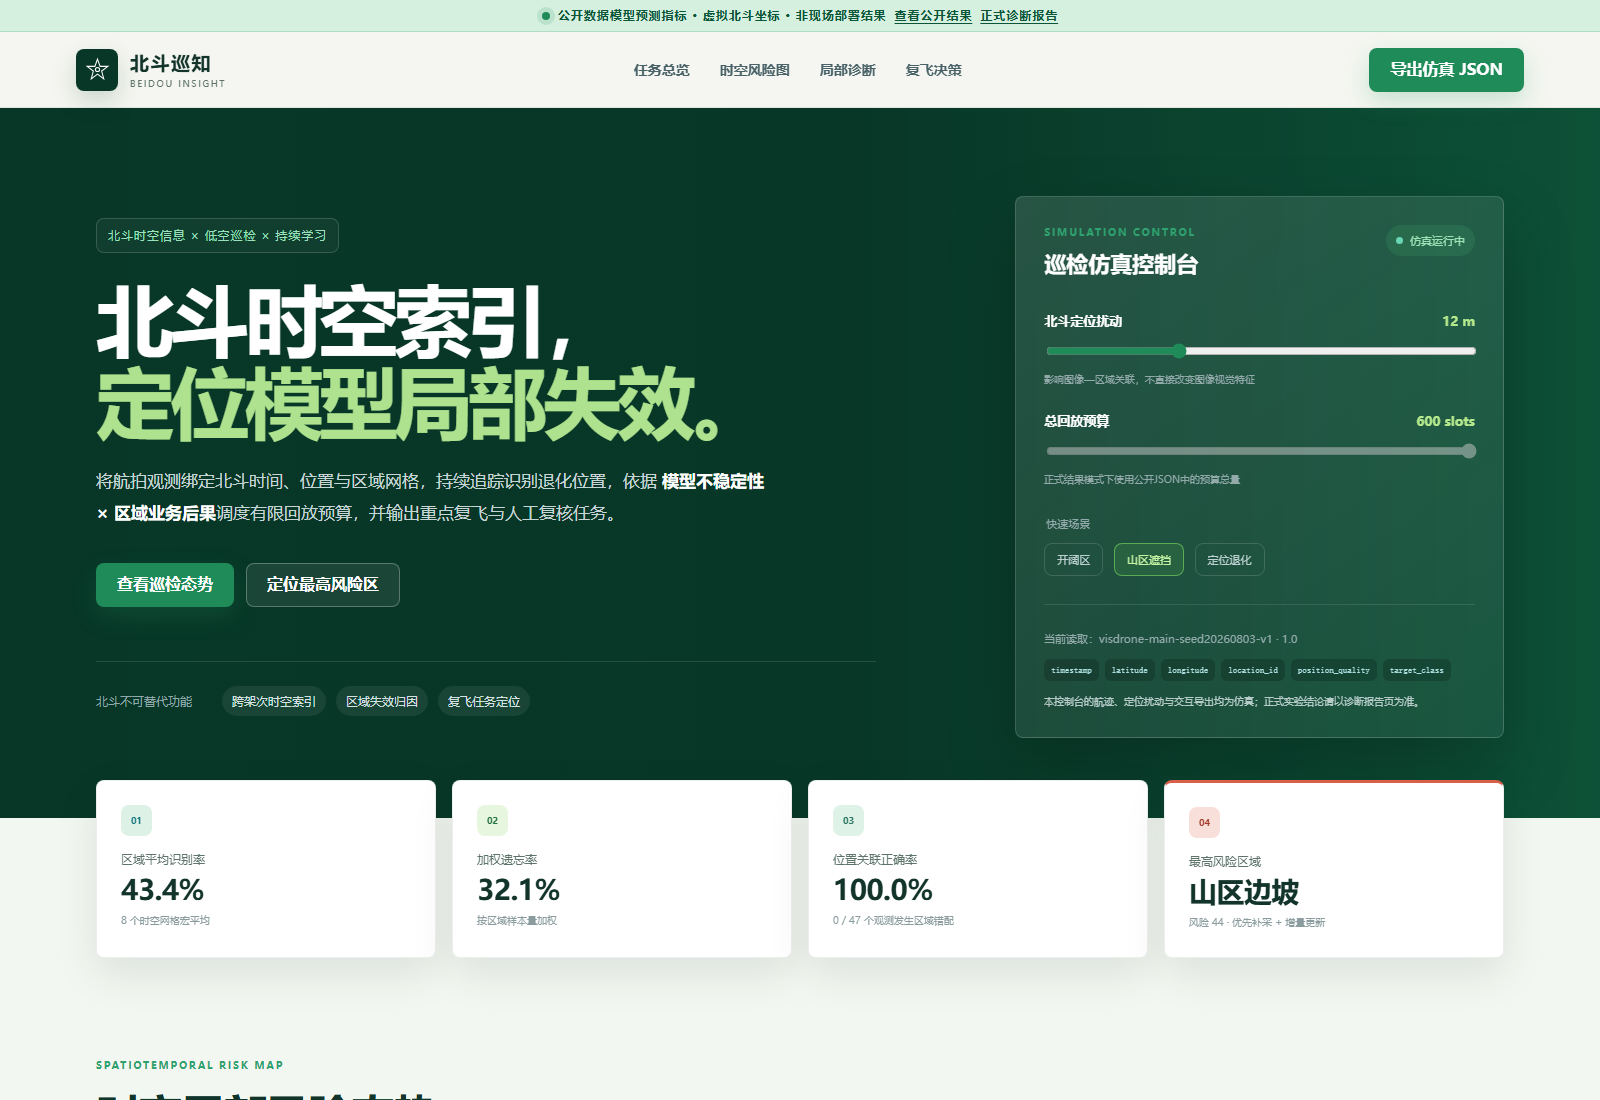 公开数据模型预测指标 • 虚拟北斗坐标 • 非现场部署结果 查看公开结果 正式诊断报告
北斗巡知
BEIDOU INSIGHT
任务总览 时空风险图 局部诊断 复飞决策
导出仿真 JSON
北斗时空信息 × 低空巡检 × 持续学习
北斗时空索引，
定位模型局部失效。
将航拍观测绑定北斗时间、位置与区域网格，持续追踪识别退化位置，依据 模型不稳定性
× 区域业务后果调度有限回放预算，并输出重点复飞与人工复核任务。
查看巡检态势 定位最高风险区
北斗不可替代功能 跨架次时空索引 区域失效归因 复飞任务定位
SIMULATION CONTROL
巡检仿真控制台
仿真运行中
北斗定位扰动 12 m
影响图像—区域关联，不直接改变图像视觉特征
总回放预算 600 slots
正式结果模式下使用公开JSON中的预算总量
快速场景
开阔区 山区遮挡 定位退化
当前读取：visdrone-main-seed20260803-v1 · 1.0
timestamp latitude longitude location_id position_quality target_class
本控制台的航迹、定位扰动与交互导出均为仿真；正式实验结论请以诊断报告页为准。
01
区域平均识别率
43.4%
8 个时空网格宏平均
02
加权遗忘率
32.1%
按区域样本量加权
03
位置关联正确率
100.0%
0 / 47 个观测发生区域错配
04
最高风险区域
山区边坡
风险 44 · 优先补采 + 增量更新
SPATIOTEMPORAL RISK MAP